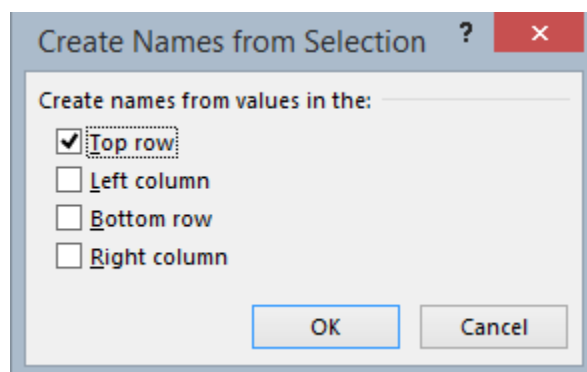 Create Names from Selection ?
Create names from values in the:
Top row
Left column
Bottom row
Right column
OK Cancel